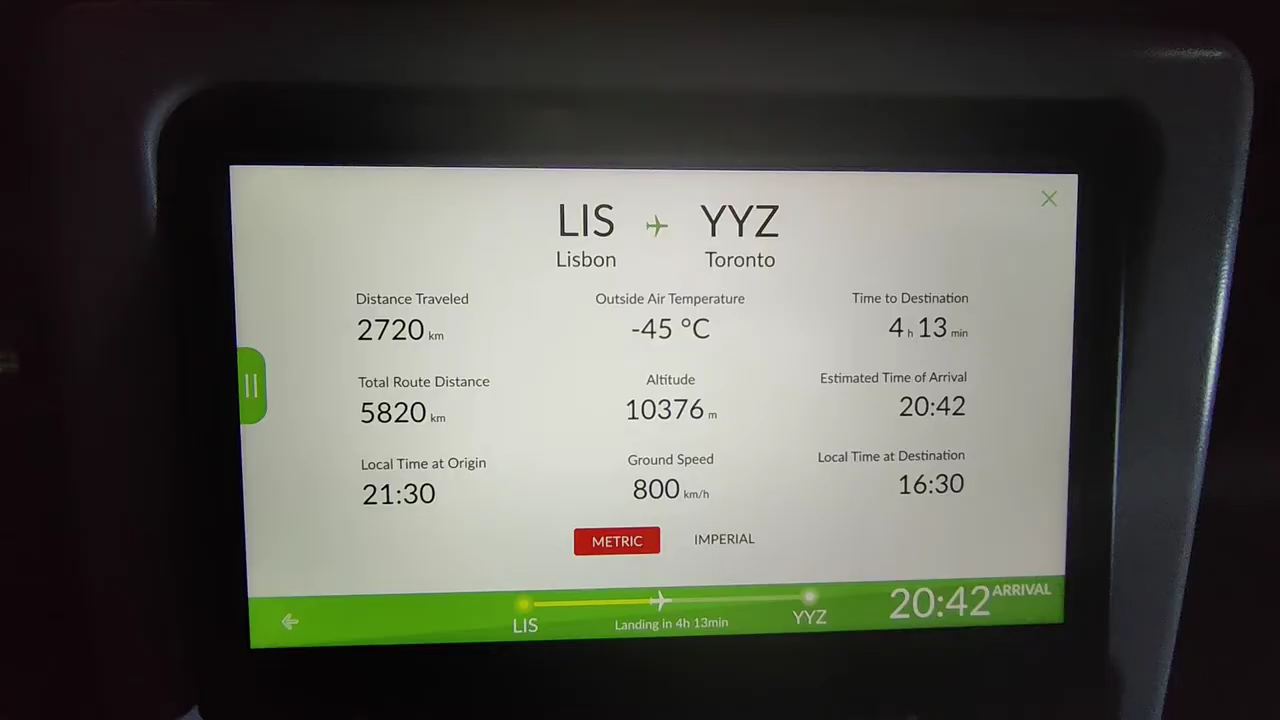 LIS YYZ
Lisbon Toronto
Distance Traveled Outside Air Temperature Time to Destination
2720 km -45 °C 4 h 13 min
Total Route Distance Altitude Estimated Time of Arrival
5820 km 10376 m 20:42
Local Time at Origin Ground Speed Local Time at Destination
21:30 800 km/h 16:30
METRIC IMPERIAL
LIS Landing in 4h 13min YYZ 20:42 ARRIVAL